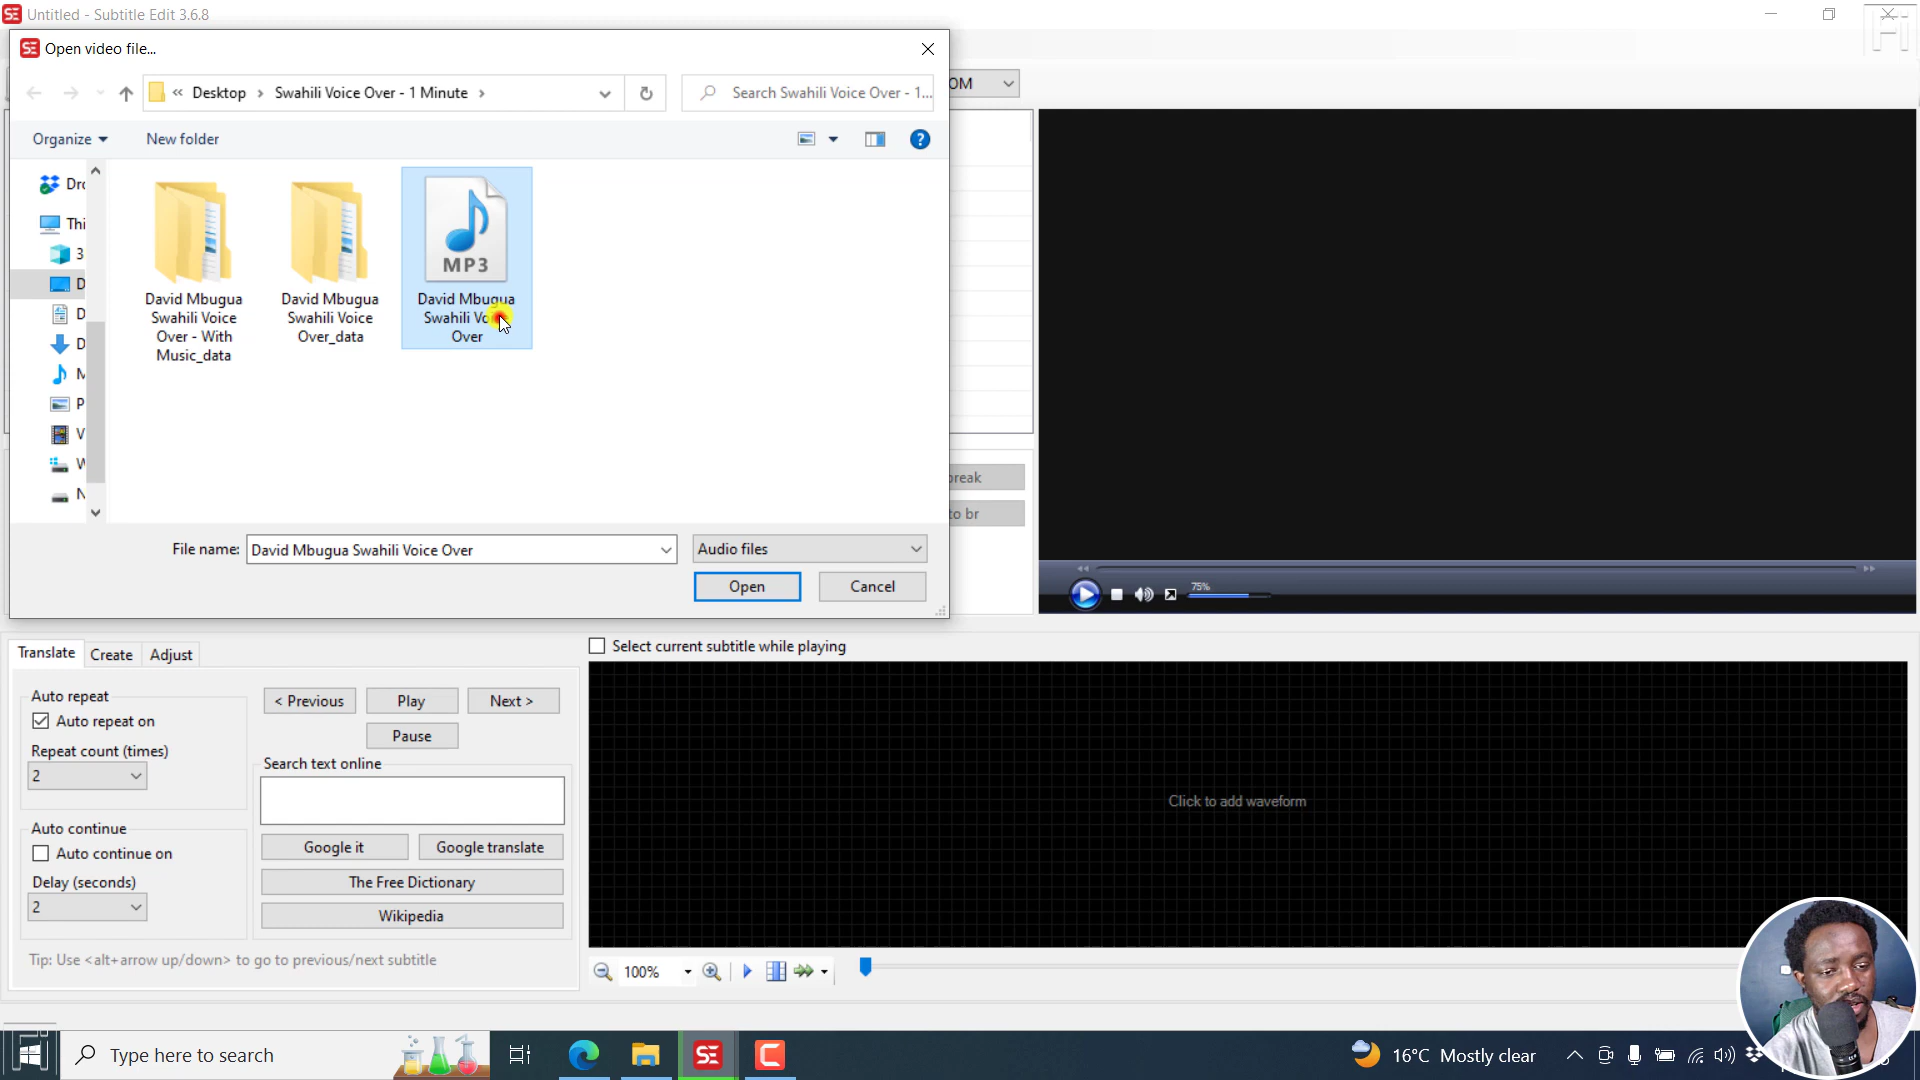 Untitled - Subtitle Edit 3.6.8
Open video file...
« Desktop › Swahili Voice Over - 1 Minute ›
Search Swahili Voice Over - 1...
OM
Organize
New folder
Dro
Thi
3
D
D
D
M
P
V
W
N
MP3
David Mbugua Swahili Voice Over - With Music_data
David Mbugua Swahili Voice Over_data
David Mbugua Swahili Vo Over
break
to br
File name: David Mbugua Swahili Voice Over
Audio files
Open
Cancel
75%
Translate
Create
Adjust
Select current subtitle while playing
Auto repeat
Auto repeat on
Repeat count (times)
2
< Previous
Play
Next >
Pause
Search text online
Auto continue
Auto continue on
Delay (seconds)
2
Google it
Google translate
The Free Dictionary
Wikipedia
Tip: Use <alt+arrow up/down> to go to previous/next subtitle
Click to add waveform
100%
Type here to search
16°C Mostly clear